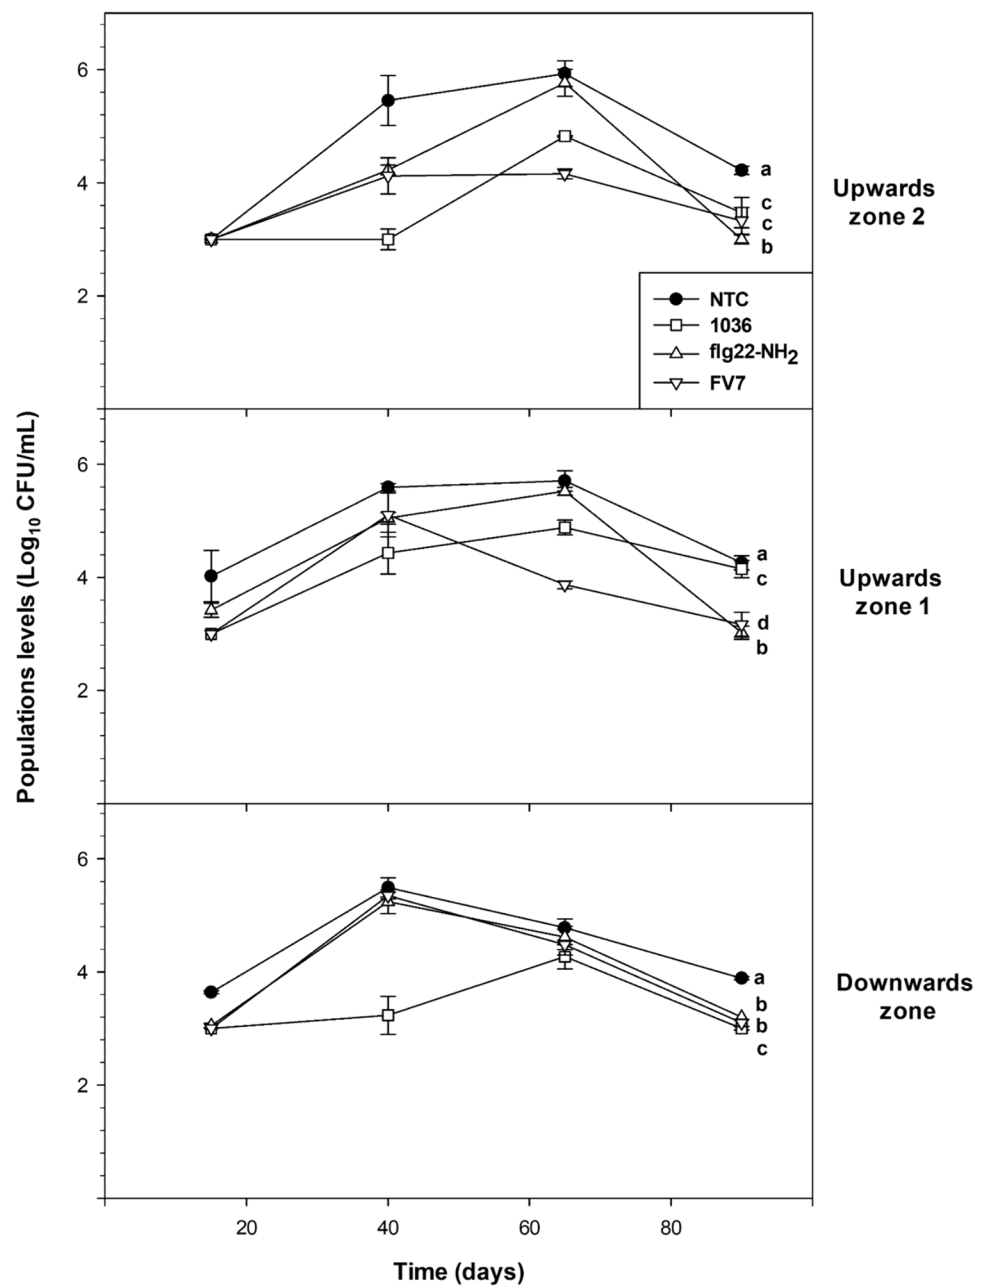 6
4
2
a
c
c
b
Upwards
zone 2
NTC
1036
flg22-NH2
FV7
Populations levels (Log10 CFU/mL)
6
4
2
a
c
d
b
Upwards
zone 1
6
4
2
a
b
b
c
Downwards
zone
20 40 60 80
Time (days)